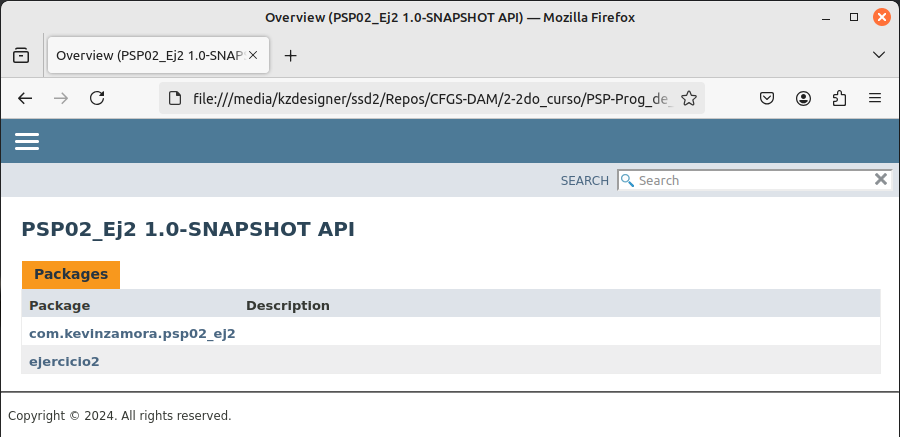 Overview (PSP02_Ej2 1.0-SNAPSHOT API) — Mozilla Firefox
Overview (PSP02_Ej2 1.0-SNAP
file:///media/kzdesigner/ssd2/Repos/CFGS-DAM/2-2do_curso/PSP-Prog_de_
SEARCH Search
PSP02_Ej2 1.0-SNAPSHOT API
Packages
Package Description
com.kevinzamora.psp02_ej2
ejercicio2
Copyright © 2024. All rights reserved.